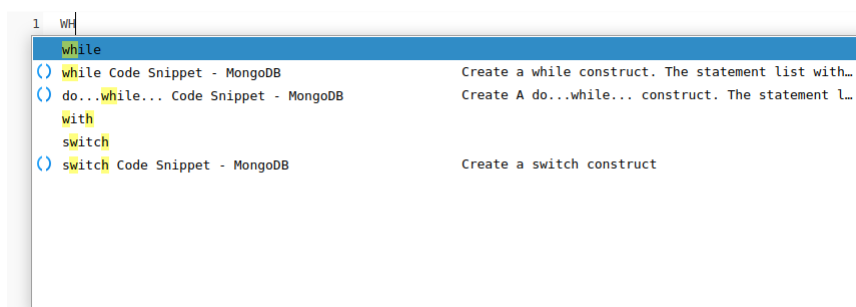 1 WH
while
while Code Snippet - MongoDB Create a while construct. The statement list with…
do...while... Code Snippet - MongoDB Create A do...while... construct. The statement l…
with
switch
switch Code Snippet - MongoDB Create a switch construct